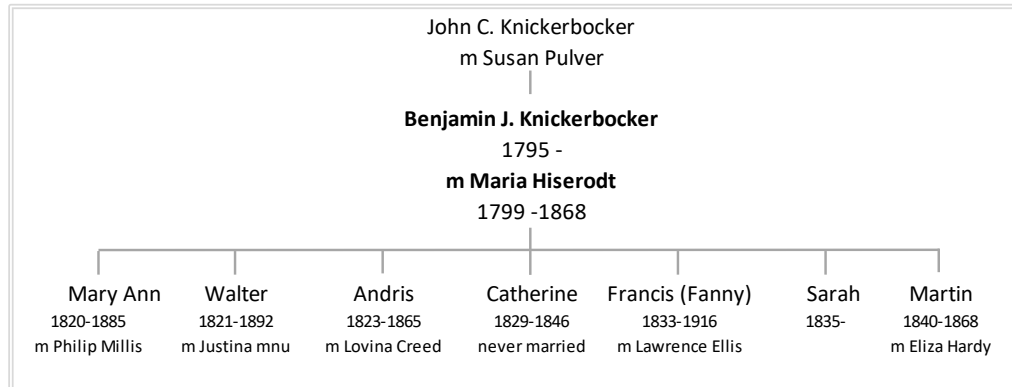 John C. Knickerbocker
m Susan Pulver
Benjamin J. Knickerbocker
1795 -
m Maria Hiserodt
1799 -1868
Mary Ann
1820-1885
m Philip Millis
Walter
1821-1892
m Justina mnu
Andris
1823-1865
m Lovina Creed
Catherine
1829-1846
never married
Francis (Fanny)
1833-1916
m Lawrence Ellis
Sarah
1835-
Martin
1840-1868
m Eliza Hardy